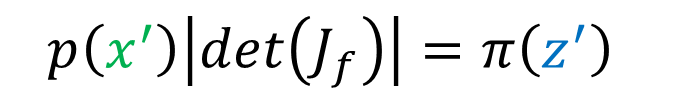 p(x′)|det(J_f)| = π(z′)